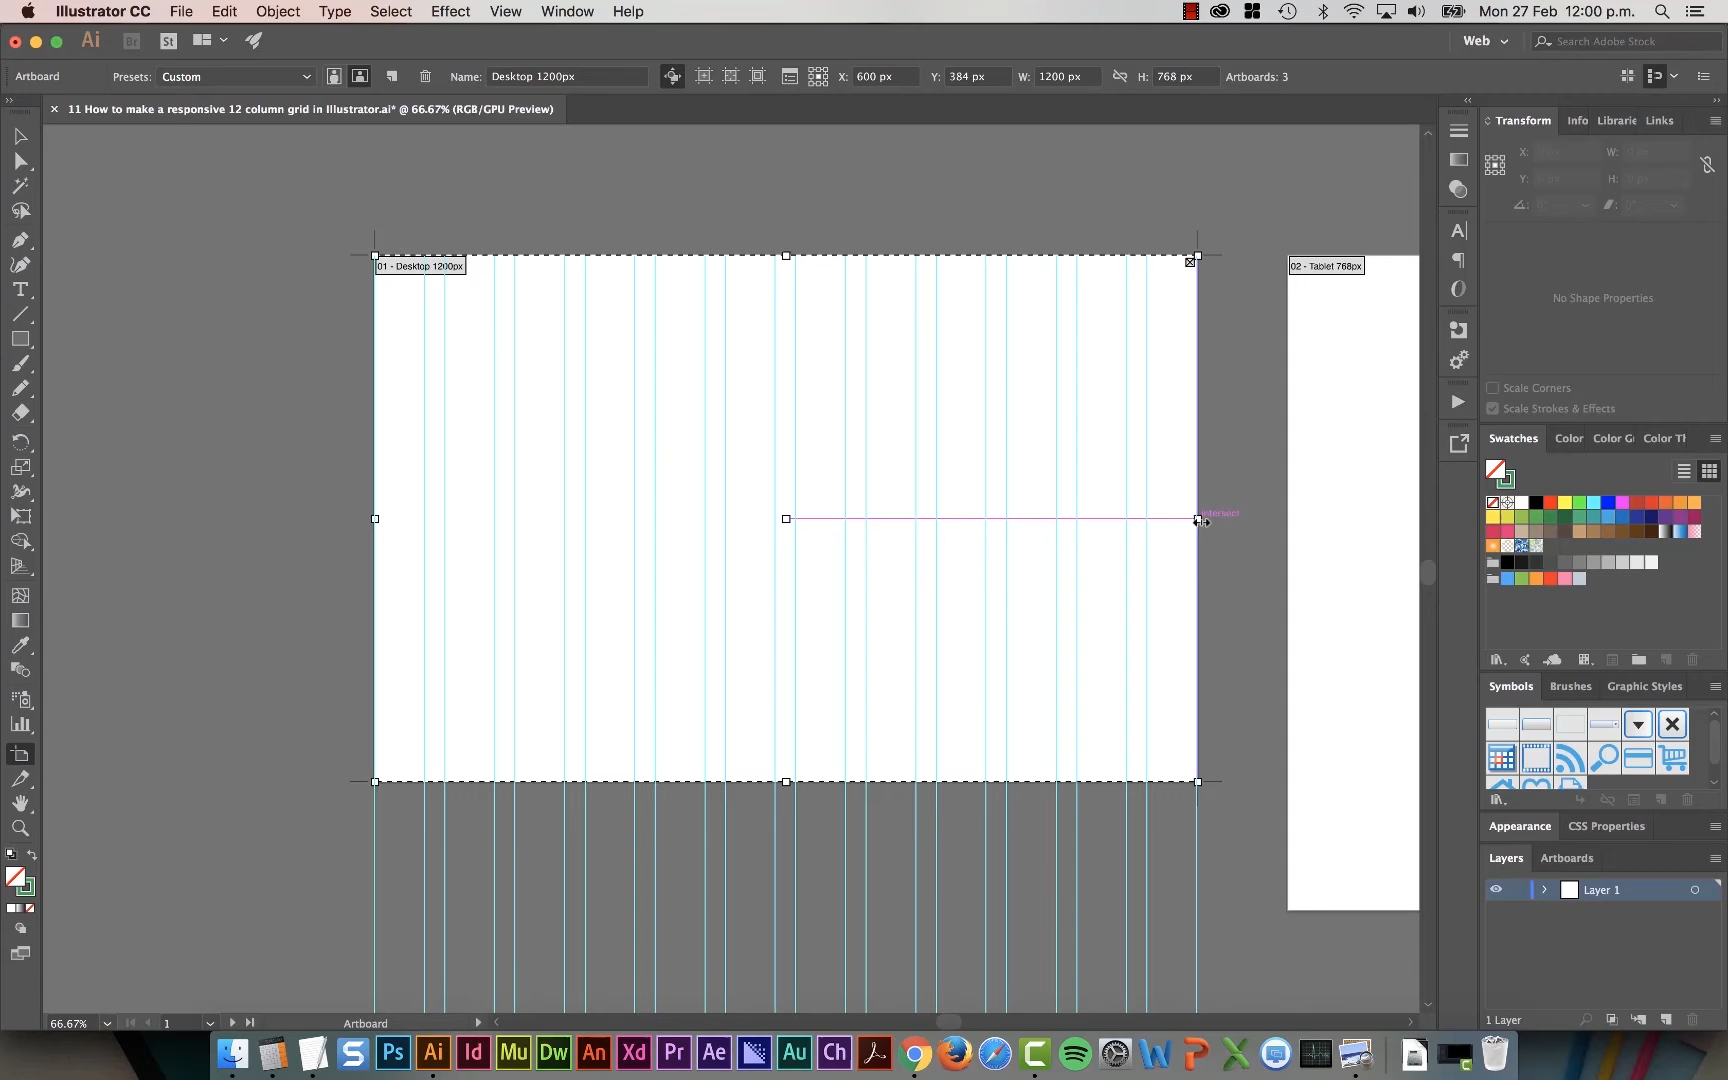 Illustrator CC File Edit Object Type Select Effect View Window Help
Mon 27 Feb 12:00 p.m.
Ai Br St
Web
Search Adobe Stock
Artboard
Presets: Custom
Name: Desktop 1200px
X: 600 px
Y: 384 px
W: 1200 px
H: 768 px
Artboards: 3
11 How to make a responsive 12 column grid in Illustrator.ai* @ 66.67% (RGB/GPU Preview)
Transform Info Librarie Links
X: W:
Y: H:
01 - Desktop 1200px
02 - Tablet 768px
No Shape Properties
Scale Corners
Scale Strokes & Effects
Swatches Color Color G Color TI
intersect
Symbols Brushes Graphic Styles
Appearance CSS Properties
Layers Artboards
Layer 1
66.67%
1
Artboard
1 Layer
S Ps Ai Id Mu Dw An Xd Pr Ae Au Ch